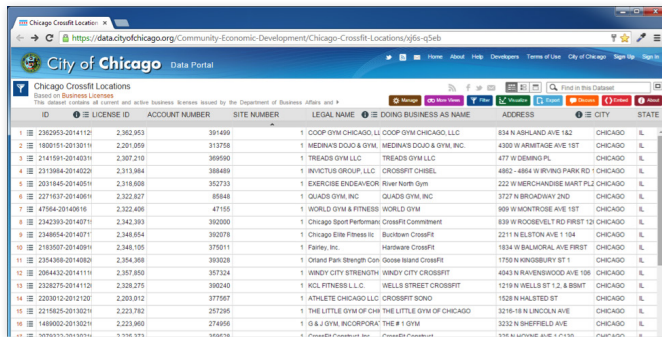 Chicago Crossfit Location
https://data.cityofchicago.org/Community-Economic-Development/Chicago-Crossfit-Locations/xj6s-q5eb
City of Chicago Data Portal
Home About Help Developers Terms of Use City of Chicago Sign Up Sign In
Chicago Crossfit Locations
Based on Business Licenses
This dataset contains all current and active business licenses issued by the Department of Business Affairs and
Find in this Dataset
Manage More Views Filter Visualize Export Discuss Embed About
ID LICENSE ID ACCOUNT NUMBER SITE NUMBER LEGAL NAME DOING BUSINESS AS NAME ADDRESS CITY STATE
1 2362953-2014112 2,362,953 391499 1 COOP GYM CHICAGO, LL COOP GYM CHICAGO, LLC 834 N ASHLAND AVE 1&2 CHICAGO IL
2 1800151-2013011 2,201,059 313758 1 MEDINA'S DOJO & GYM, MEDINA'S DOJO & GYM, INC. 4300 W ARMITAGE AVE 1ST CHICAGO IL
3 2141591-2014031 2,307,210 369590 1 TREADS GYM LLC TREADS GYM LLC 477 W DEMING PL CHICAGO IL
4 2313984-2014022 2,313,984 386489 1 INVICTUS GROUP, LLC CROSSFIT CHISEL 4862 - 4864 W IRVING PARK RD CHICAGO IL
5 2031845-2014051 2,318,608 352733 1 EXERCISE ENDEAVOR River North Gym 222 W MERCHANDISE MART PLZ CHICAGO IL
6 2271637-2014061 2,322,827 85848 1 QUADS GYM, INC QUADS GYM, INC 3727 N BROADWAY 2ND CHICAGO IL
7 47564-20140616 2,322,406 47155 1 WORLD GYM & FITNESS WORLD GYM 909 W MONTROSE AVE 1ST CHICAGO IL
8 2342393-2014071 2,342,393 392000 1 Chicago Sport Performanc CrossFit Commitment 839 W ROOSEVELT RD FIRST CHICAGO IL
9 2348654-2014071 2,348,654 392078 1 Chicago Elite Fitness llc Bucktown CrossFit 2211 N ELSTON AVE 1 104 CHICAGO IL
10 2183507-2014091 2,348,105 375011 1 Fairley, Inc. Hardware CrossFit 1834 W BALMORAL AVE FIRST CHICAGO IL
11 2354368-2014082 2,354,368 393028 1 Orland Park Strength Con Goose Island CrossFit 1750 N KINGSBURY ST 1 CHICAGO IL
12 2064432-2014111 2,357,850 357324 1 WINDY CITY STRENGTH WINDY CITY CROSSFIT 4043 N RAVENSWOOD AVE 106 CHICAGO IL
13 2328275-2014121 2,328,275 390240 1 KCL FITNESS L.L.C. WELLS STREET CROSSFIT 1219 N WELLS ST 1,2, & BSMT CHICAGO IL
14 2203012-2012120 2,203,012 377567 1 ATHLETE CHICAGO LLC CROSSFIT SONO 1528 N HALSTED ST CHICAGO IL
15 2215825-2013021 2,223,782 257295 1 THE LITTLE GYM OF CHI THE LITTLE GYM OF CHICAGO 3216-18 N LINCOLN AVE CHICAGO IL
16 1489002-2013021 2,223,960 274956 1 G & J GYM, INCORPORA THE # 1 GYM 3232 N SHEFFIELD AVE CHICAGO IL